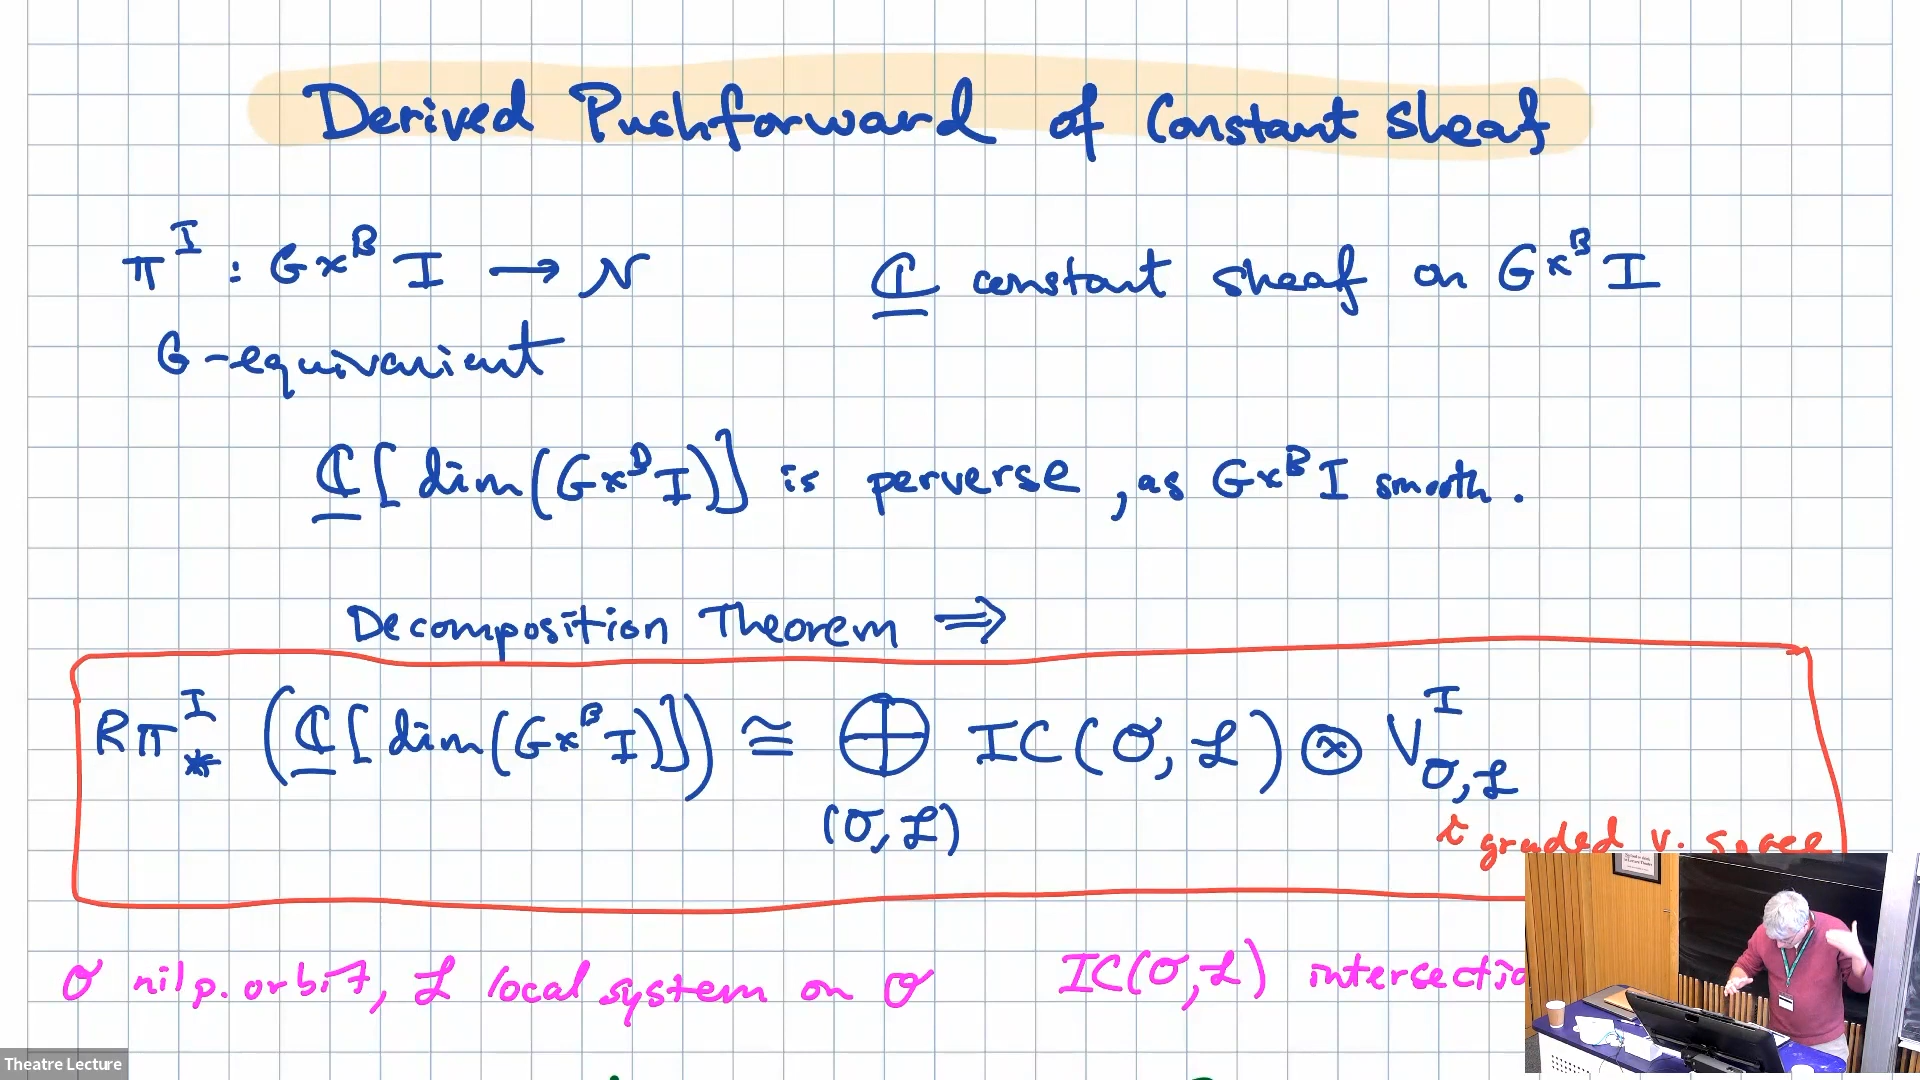 Derived Pushforward of Constant Sheaf
π^I : G×^B I → N    ℂ constant sheaf on G×^B I
G-equivariant
ℂ[dim(G×^B I)] is perverse, as G×^B I smooth.
Decomposition Theorem ⇒
Rπ^I_* (ℂ[dim(G×^B I)]) ≅ ⊕ IC(O, L) ⊗ V^I_{O,L}
(O, L)
graded v. space
O nilp. orbit, L local system on O    IC(O, L)
Theatre Lecture